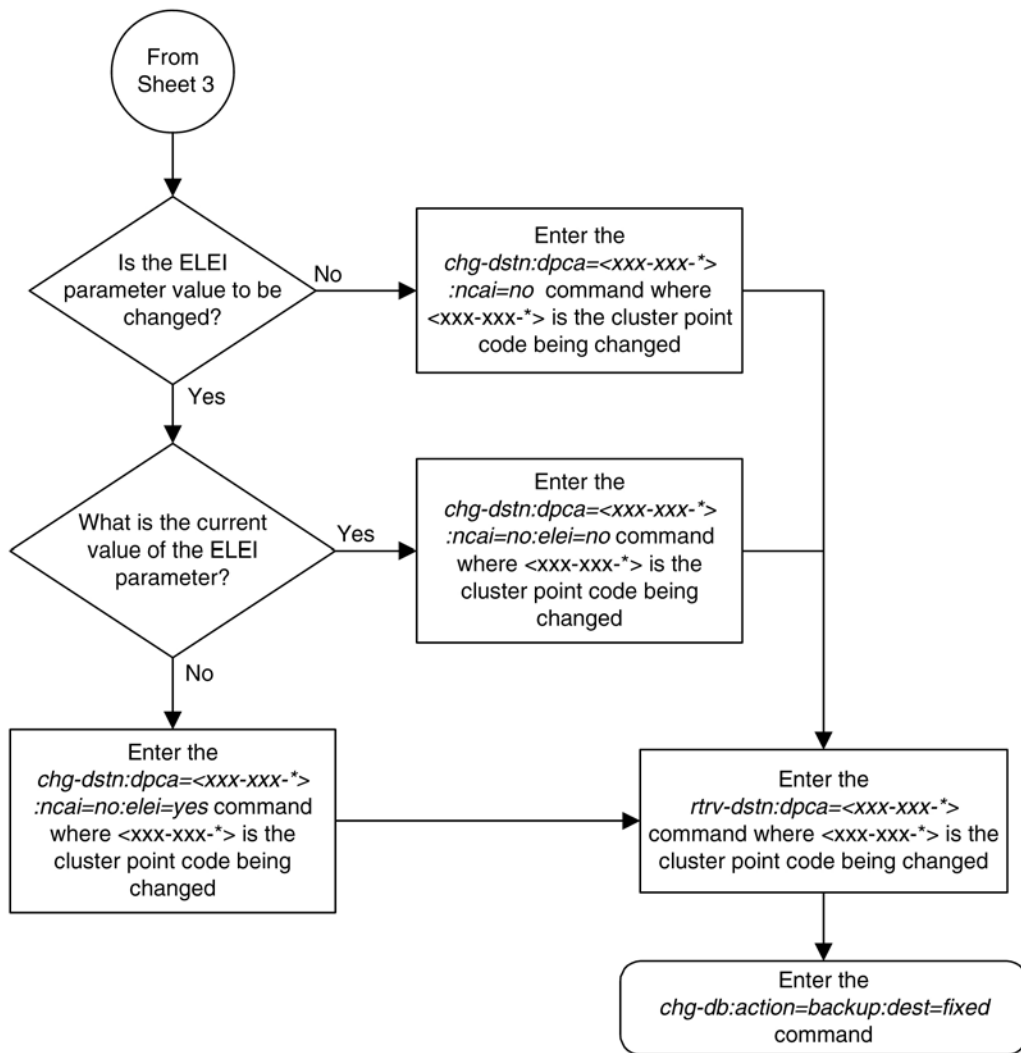 From
Sheet 3
Is the ELEI
parameter value to be
changed?
No
Enter the
chg-dstn:dpca=<xxx-xxx-*>
:ncai=no command where
<xxx-xxx-*> is the cluster point
code being changed
Yes
What is the current
value of the ELEI
parameter?
Yes
Enter the
chg-dstn:dpca=<xxx-xxx-*>
:ncai=no:elei=no command
where <xxx-xxx-*> is the
cluster point code being
changed
No
Enter the
chg-dstn:dpca=<xxx-xxx-*>
:ncai=no:elei=yes command
where <xxx-xxx-*> is the
cluster point code being
changed
Enter the
rtrv-dstn:dpca=<xxx-xxx-*>
command where <xxx-xxx-*> is the
cluster point code being changed
Enter the
chg-db:action=backup:dest=fixed
command